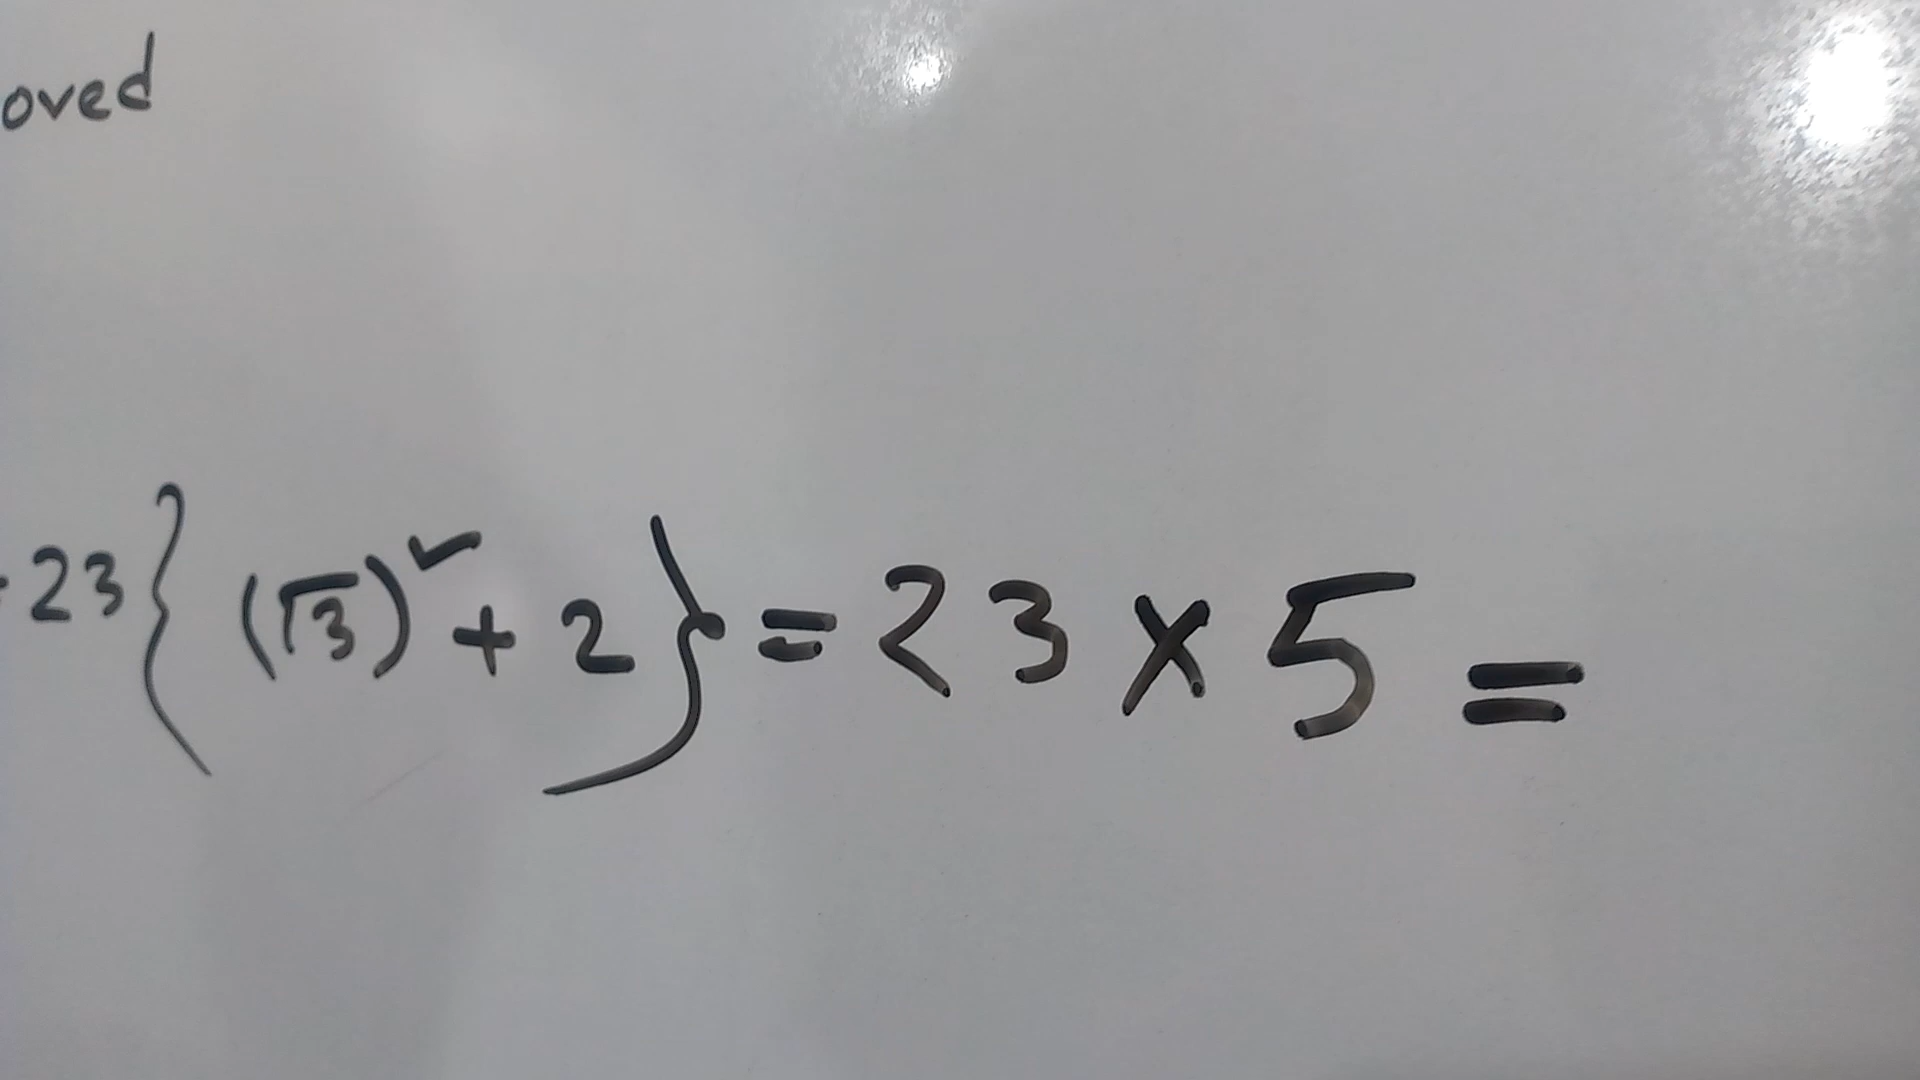 oved
23{(√3)² + 2} = 23 × 5 =